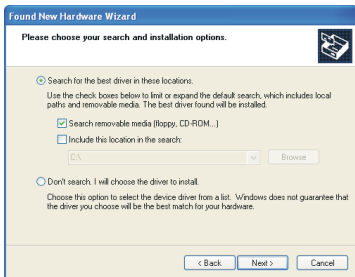 Found New Hardware Wizard
Please choose your search and installation options.
Search for the best driver in these locations.
Use the check boxes below to limit or expand the default search, which includes local
paths and removable media. The best driver found will be installed.
Search removable media (floppy, CD-ROM...)
Include this location in the search:
C:\
Browse
Don't search. I will choose the driver to install.
Choose this option to select the device driver from a list. Windows does not guarantee that
the driver you choose will be the best match for your hardware.
< Back
Next >
Cancel